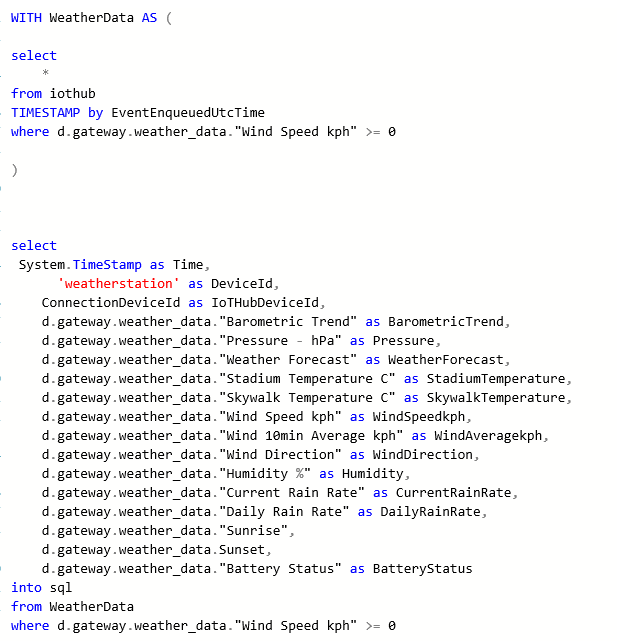 WITH WeatherData AS (
select
*
from iothub
TIMESTAMP by EventEnqueuedUtcTime
where d.gateway.weather_data."Wind Speed kph" >= 0
)
select
System.TimeStamp as Time,
'weatherstation' as DeviceId,
ConnectionDeviceId as IoTHubDeviceId,
d.gateway.weather_data."Barometric Trend" as BarometricTrend,
d.gateway.weather_data."Pressure - hPa" as Pressure,
d.gateway.weather_data."Weather Forecast" as WeatherForecast,
d.gateway.weather_data."Stadium Temperature C" as StadiumTemperature,
d.gateway.weather_data."Skywalk Temperature C" as SkywalkTemperature,
d.gateway.weather_data."Wind Speed kph" as WindSpeedkph,
d.gateway.weather_data."Wind 10min Average kph" as WindAveragekph,
d.gateway.weather_data."Wind Direction" as WindDirection,
d.gateway.weather_data."Humidity %" as Humidity,
d.gateway.weather_data."Current Rain Rate" as CurrentRainRate,
d.gateway.weather_data."Daily Rain Rate" as DailyRainRate,
d.gateway.weather_data."Sunrise",
d.gateway.weather_data.Sunset,
d.gateway.weather_data."Battery Status" as BatteryStatus
into sql
from WeatherData
where d.gateway.weather_data."Wind Speed kph" >= 0